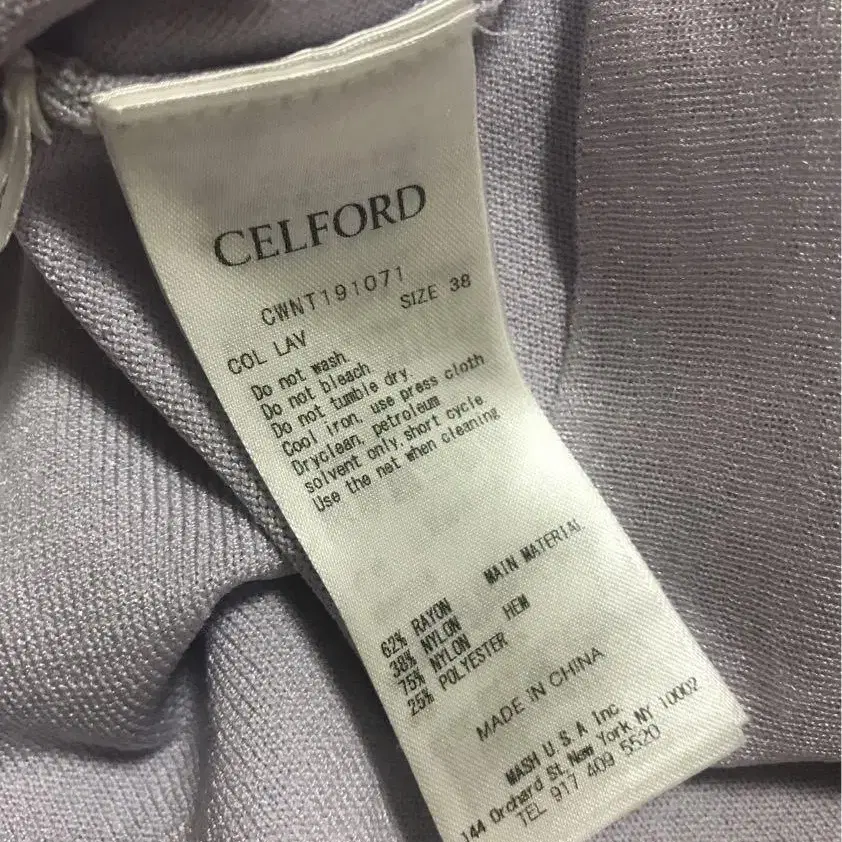 CELFORD
CWNT191071
COL LAV SIZE 38
Do not wash
Do not bleach
Do not tumble dry
Cool iron, use press cloth
Dryclean, petroleum
solvent only,short cycle
Use the net when cleaning
MAIN MATERIAL
62% RAYON
38% NYLON HEM
75% NYLON
25% POLYESTER
MADE IN CHINA
MASH U S A Inc
144 Orchard St, New York NY 10002
TEL 917 409 5520